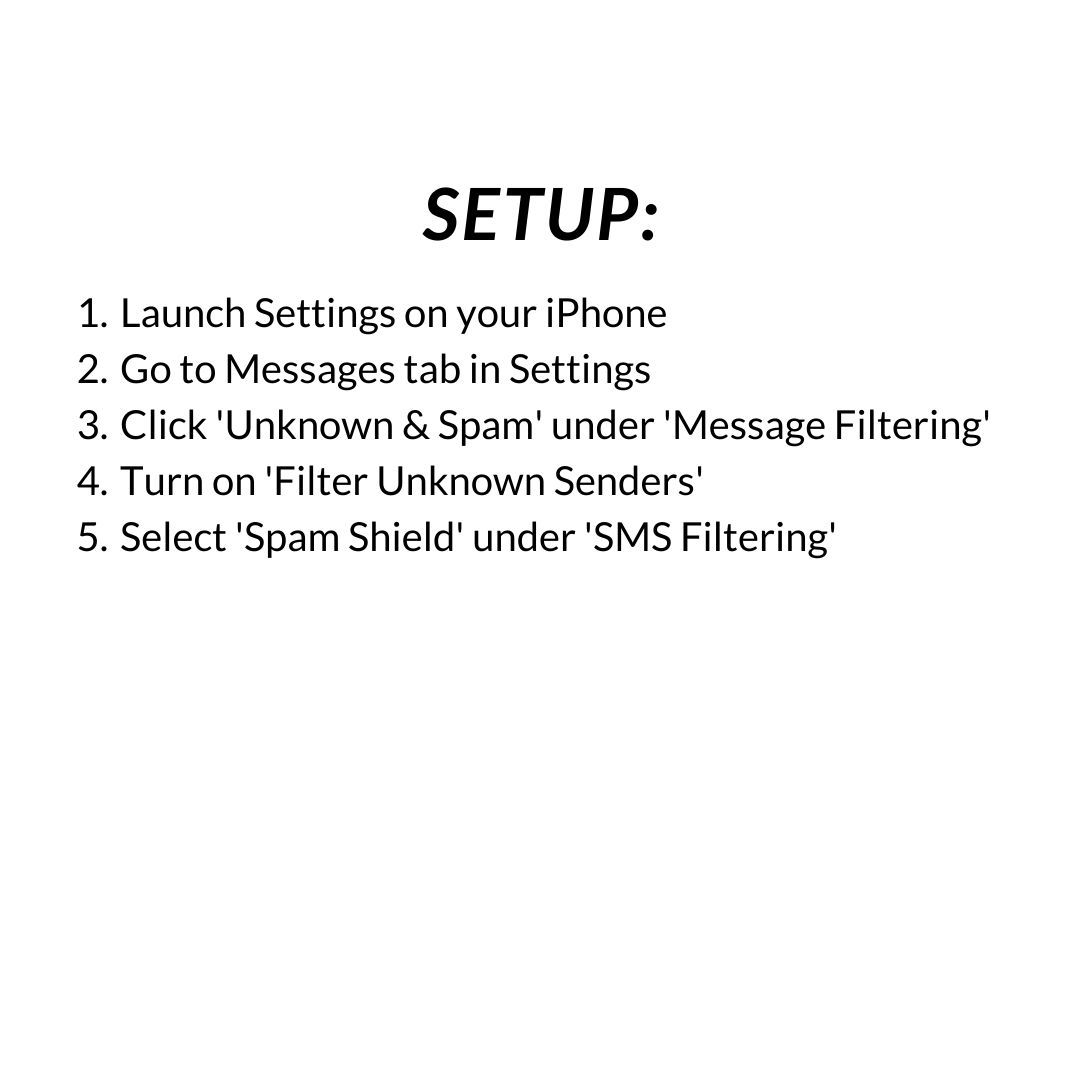 SETUP:
1. Launch Settings on your iPhone
2. Go to Messages tab in Settings
3. Click 'Unknown & Spam' under 'Message Filtering'
4. Turn on 'Filter Unknown Senders'
5. Select 'Spam Shield' under 'SMS Filtering'